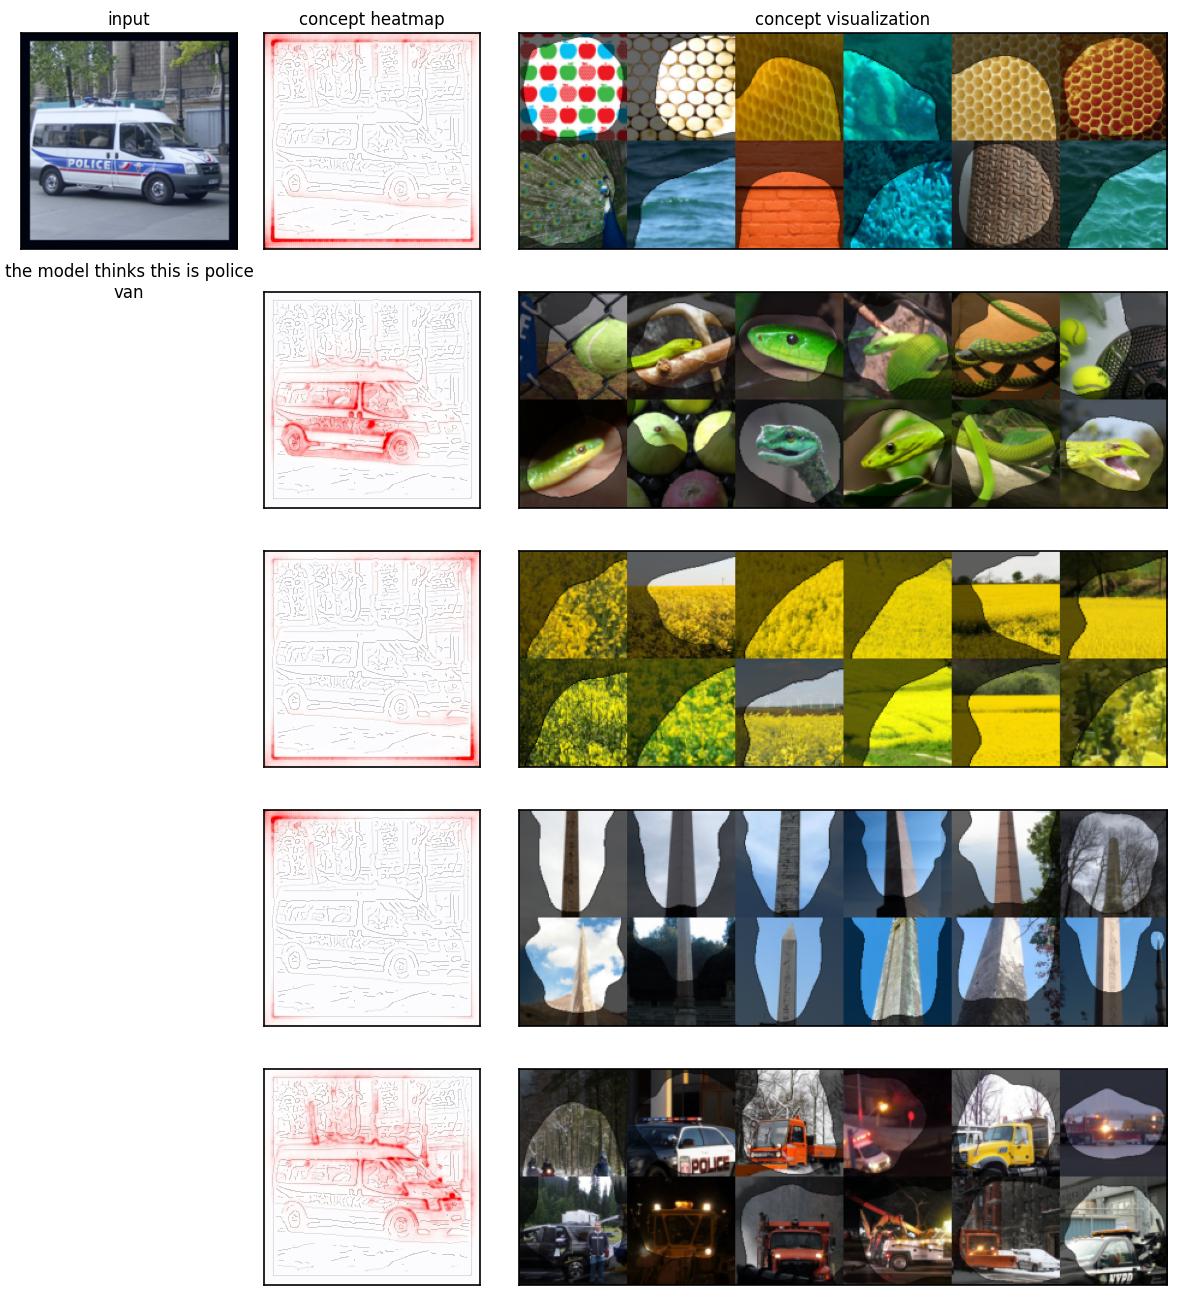 input
concept heatmap
concept visualization
POLICE
the model thinks this is police
van
POLICE
NYPD